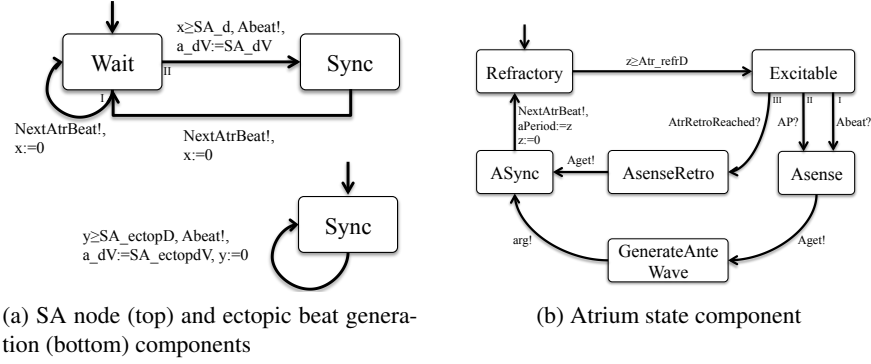 x≥SA_d, Abeat!,
a_dV:=SA_dV
Wait
II
Sync
I
NextAtrBeat!,
x:=0
NextAtrBeat!,
x:=0
Sync
y≥SA_ectopD, Abeat!,
a_dV:=SA_ectopdV, y:=0
(a) SA node (top) and ectopic beat genera-
tion (bottom) components
Refractory
z≥Atr_refrD
Excitable
III
II
I
NextAtrBeat!,
aPeriod:=z
z:=0
AtrRetroReached?
AP?
Abeat?
ASync
Aget!
AsenseRetro
Asense
arg!
GenerateAnte
Wave
Aget!
(b) Atrium state component